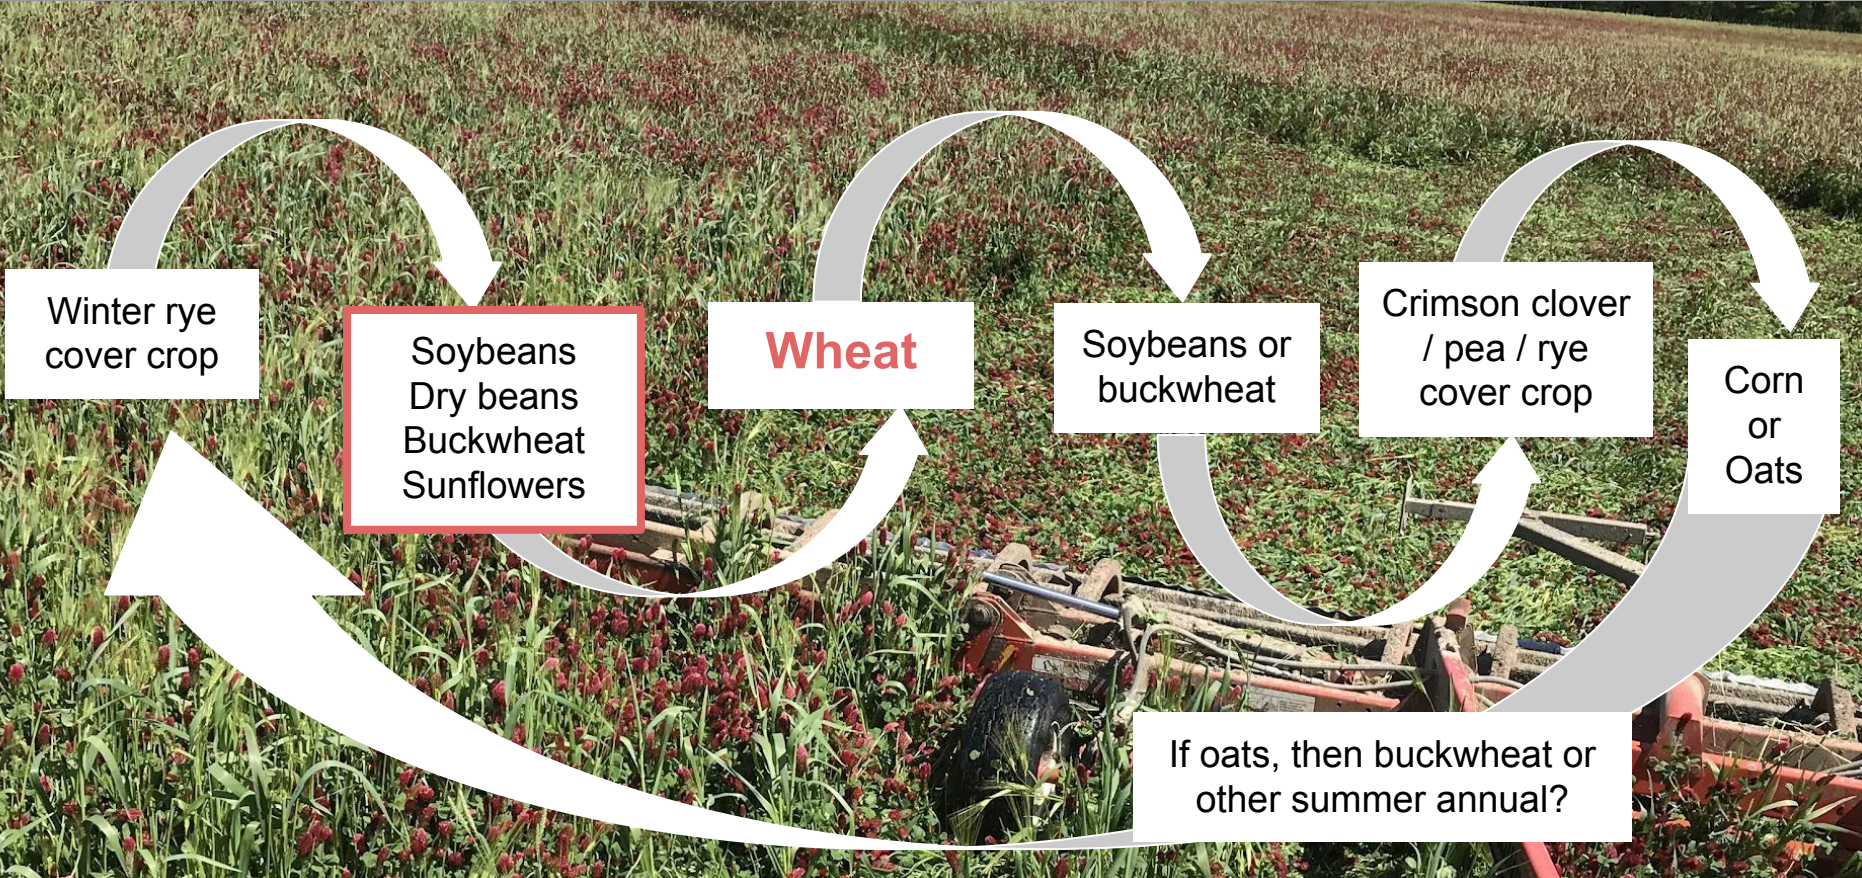 Winter rye
cover crop
Soybeans
Dry beans
Buckwheat
Sunflowers
Wheat
Soybeans or
buckwheat
Crimson clover
/ pea / rye
cover crop
Corn
or
Oats
If oats, then buckwheat or
other summer annual?